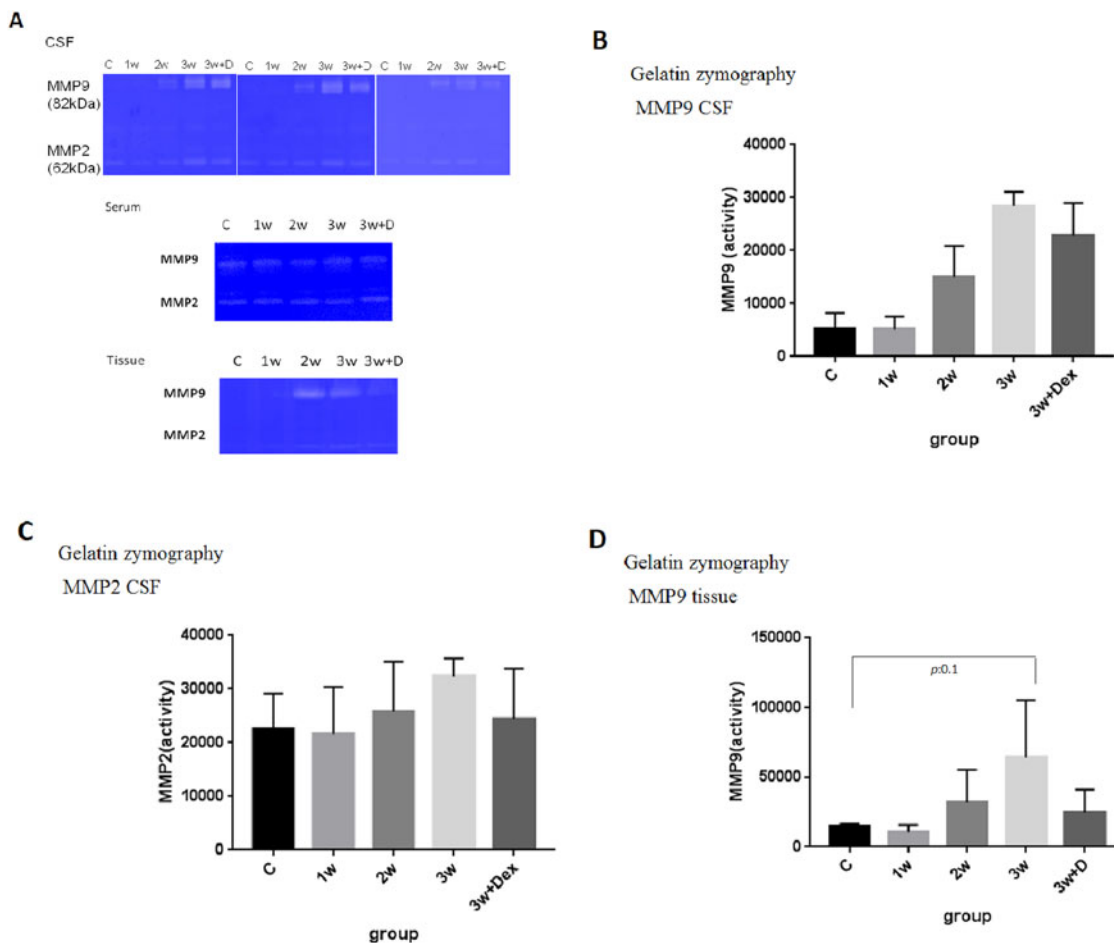 A
CSF
C 1w 2w 3w 3w+D C 1w 2w 3w 3w+D C 1w 2w 3w 3w+D
MMP9
(82kDa)
MMP2
(62kDa)
Serum
C 1w 2w 3w 3w+D
MMP9
MMP2
Tissue C 1w 2w 3w 3w+D
MMP9
MMP2
B
Gelatin zymography
MMP9 CSF
MMP9 (activity)
40000
30000
20000
10000
0
C 1w 2w 3w 3w+Dex
group
C
Gelatin zymography
MMP2 CSF
MMP2(activity)
40000
30000
20000
10000
0
C 1w 2w 3w 3w+Dex
group
D
Gelatin zymography
MMP9 tissue
MMP9(activity)
150000
100000
50000
0
p:0.1
C 1w 2w 3w 3w+D
group